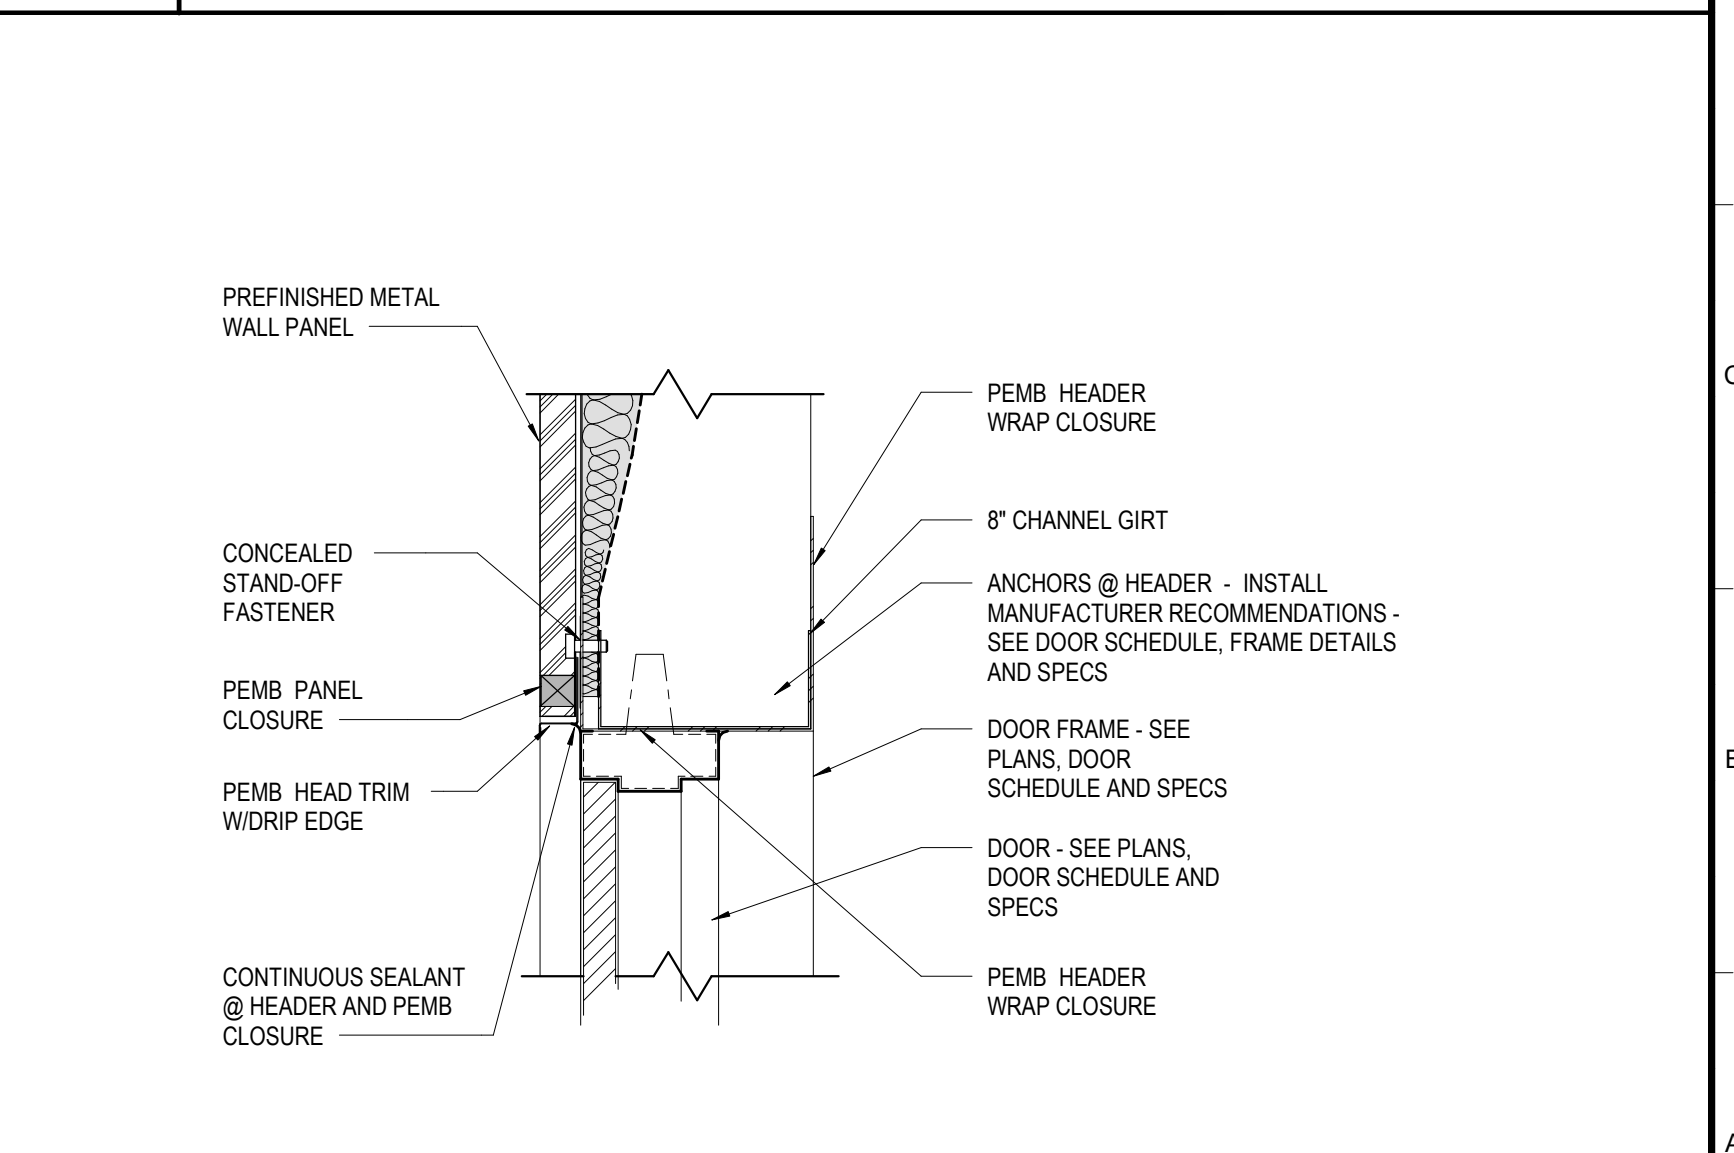 PREFINISHED METAL
WALL PANEL
CONCEALED
STAND-OFF
FASTENER
PEMB PANEL
CLOSURE
PEMB HEAD TRIM
W/DRIP EDGE
CONTINUOUS SEALANT
@ HEADER AND PEMB
CLOSURE
PEMB HEADER
WRAP CLOSURE
8" CHANNEL GIRT
ANCHORS @ HEADER - INSTALL
MANUFACTURER RECOMMENDATIONS -
SEE DOOR SCHEDULE, FRAME DETAILS
AND SPECS
DOOR FRAME - SEE
PLANS, DOOR
SCHEDULE AND SPECS
DOOR - SEE PLANS,
DOOR SCHEDULE AND
SPECS
PEMB HEADER
WRAP CLOSURE